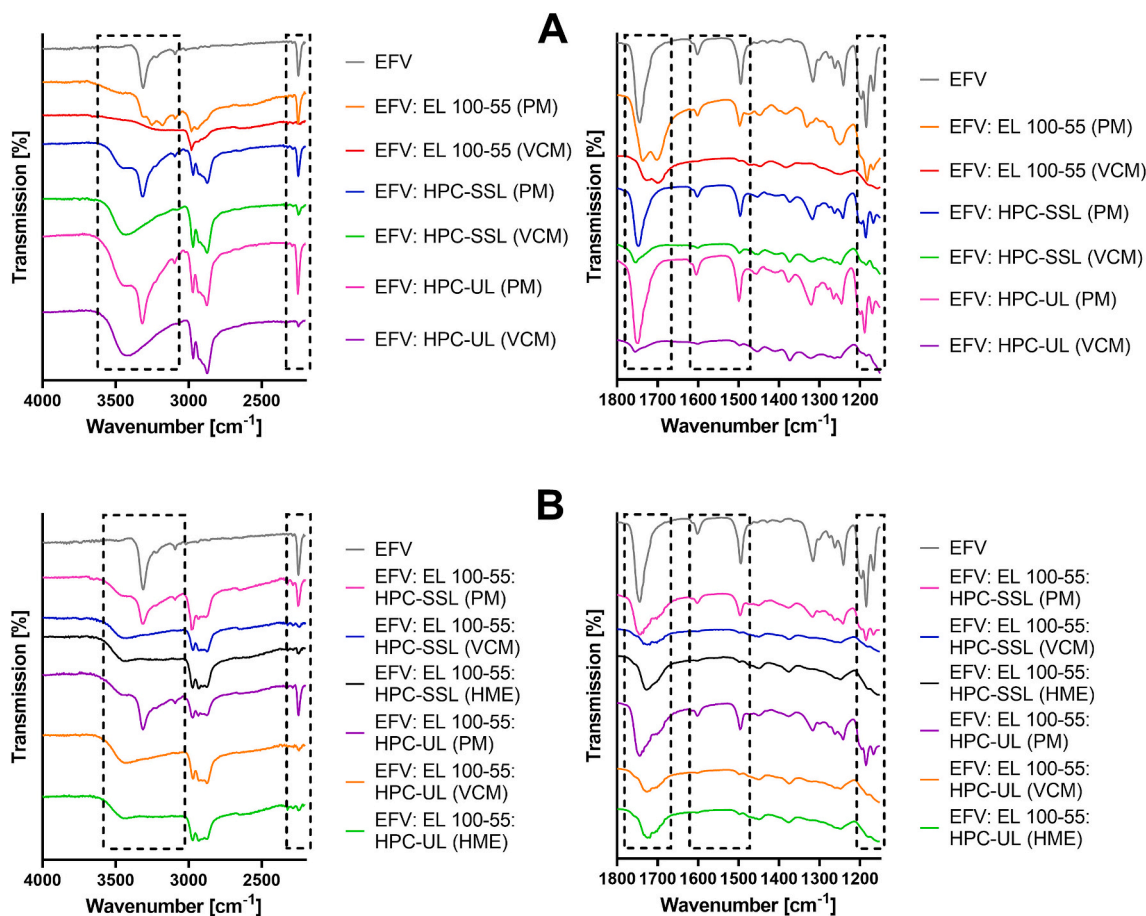 A
Transmission [%]
4000 3500 3000 2500
Wavenumber [cm-1]
EFV
EFV: EL 100-55 (PM)
EFV: EL 100-55 (VCM)
EFV: HPC-SSL (PM)
EFV: HPC-SSL (VCM)
EFV: HPC-UL (PM)
EFV: HPC-UL (VCM)
Transmission [%]
1800 1700 1600 1500 1400 1300 1200
Wavenumber [cm-1]
EFV
EFV: EL 100-55 (PM)
EFV: EL 100-55 (VCM)
EFV: HPC-SSL (PM)
EFV: HPC-SSL (VCM)
EFV: HPC-UL (PM)
EFV: HPC-UL (VCM)
B
Transmission [%]
4000 3500 3000 2500
Wavenumber [cm-1]
EFV
EFV: EL 100-55:
HPC-SSL (PM)
EFV: EL 100-55:
HPC-SSL (VCM)
EFV: EL 100-55:
HPC-SSL (HME)
EFV: EL 100-55:
HPC-UL (PM)
EFV: EL 100-55:
HPC-UL (VCM)
EFV: EL 100-55:
HPC-UL (HME)
Transmission [%]
1800 1700 1600 1500 1400 1300 1200
Wavenumber [cm-1]
EFV
EFV: EL 100-55:
HPC-SSL (PM)
EFV: EL 100-55:
HPC-SSL (VCM)
EFV: EL 100-55:
HPC-SSL (HME)
EFV: EL 100-55:
HPC-UL (PM)
EFV: EL 100-55:
HPC-UL (VCM)
EFV: EL 100-55:
HPC-UL (HME)